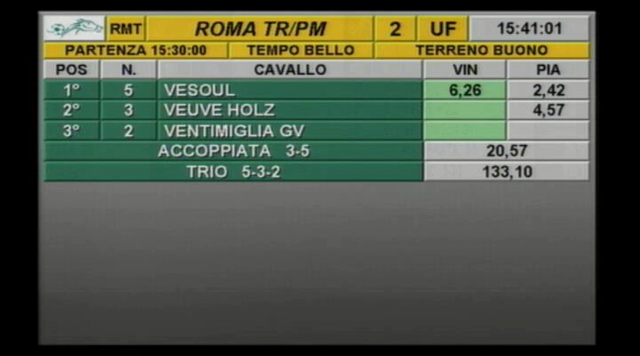 RMT ROMA TR/PM 2 UF 15:41:01
PARTENZA 15:30:00 TEMPO BELLO TERRENO BUONO
POS N. CAVALLO VIN PIA
1° 5 VESOUL 6,26 2,42
2° 3 VEUVE HOLZ 4,57
3° 2 VENTIMIGLIA GV
ACCOPPIATA 3-5 20,57
TRIO 5-3-2 133,10